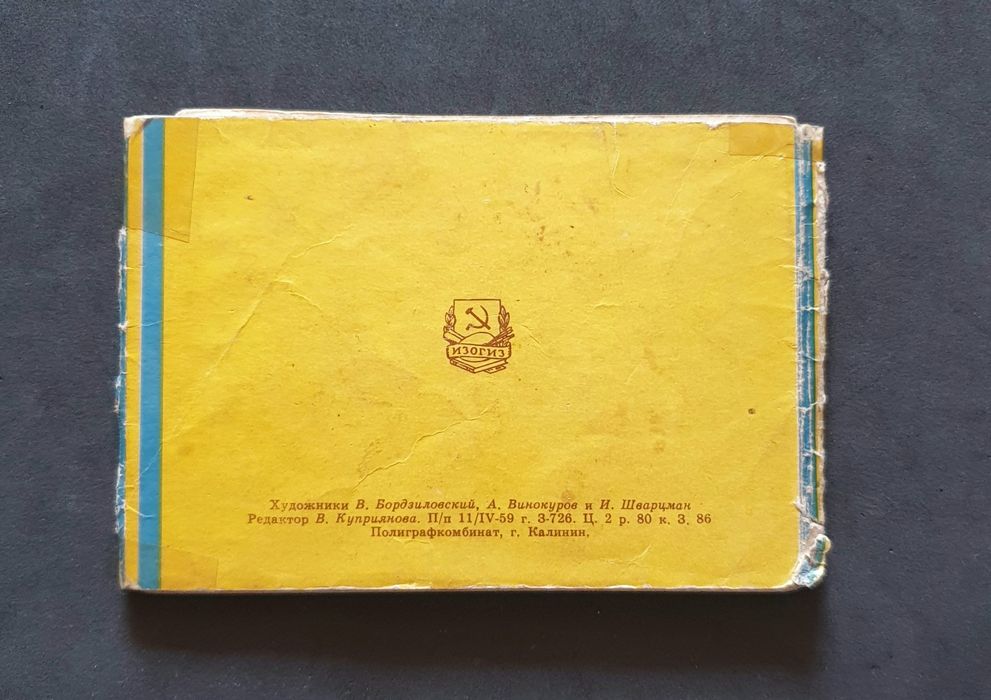 ИЗОГИЗ
Художники В. Бордзиловский, А. Винокуров и И. Шварцман
Редактор В. Куприянова. П/п 11/IV-59 г. З-726. Ц. 2 р. 80 к. З. 86
Полиграфкомбинат, г. Калинин.